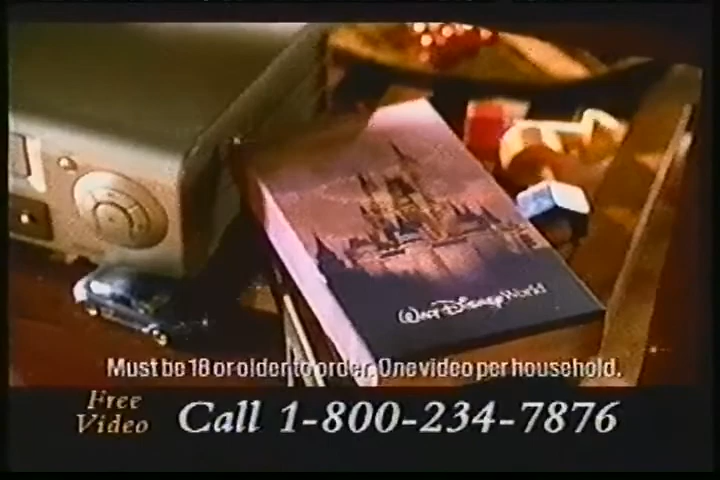 Walt Disney World
Must be 18 or older to order. One video per household.
Free
Video
Call 1-800-234-7876